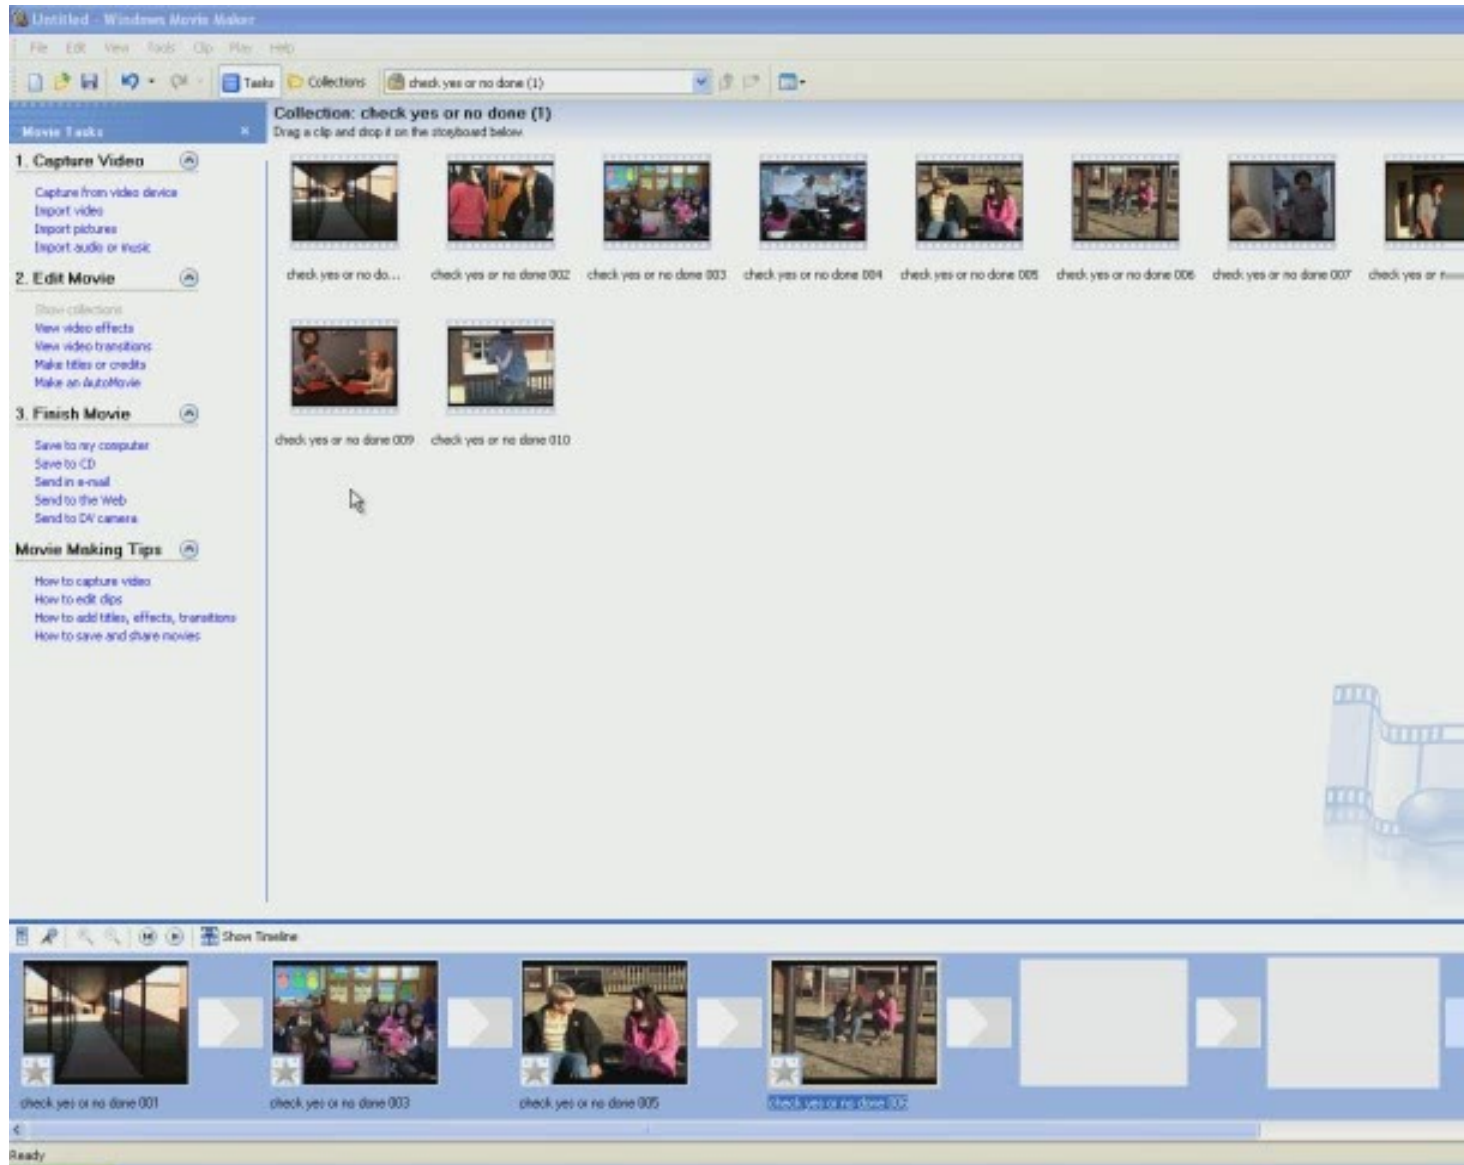 Untitled - Windows Movie Maker
File Edit View Tools Clip Play Help
Tasks Collections check yes or no done (1)
Movie Tasks
Collection: check yes or no done (1)
Drag a clip and drop it on the storyboard below.
1. Capture Video
Capture from video device
Import video
Import pictures
Import audio or music
2. Edit Movie
Show collections
View video effects
View video transitions
Make titles or credits
Make an AutoMovie
3. Finish Movie
Save to my computer
Save to CD
Send in e-mail
Send to the Web
Send to DV camera
Movie Making Tips
How to capture video
How to edit clips
How to add titles, effects, transitions
How to save and share movies
check yes or no do... check yes or no done 002 check yes or no done 003 check yes or no done 004 check yes or no done 005 check yes or no done 006 check yes or no done 007 check yes or
check yes or no done 009 check yes or no done 010
Show Timeline
check yes or no done 001 check yes or no done 003 check yes or no done 005 check yes or no done 006
Ready